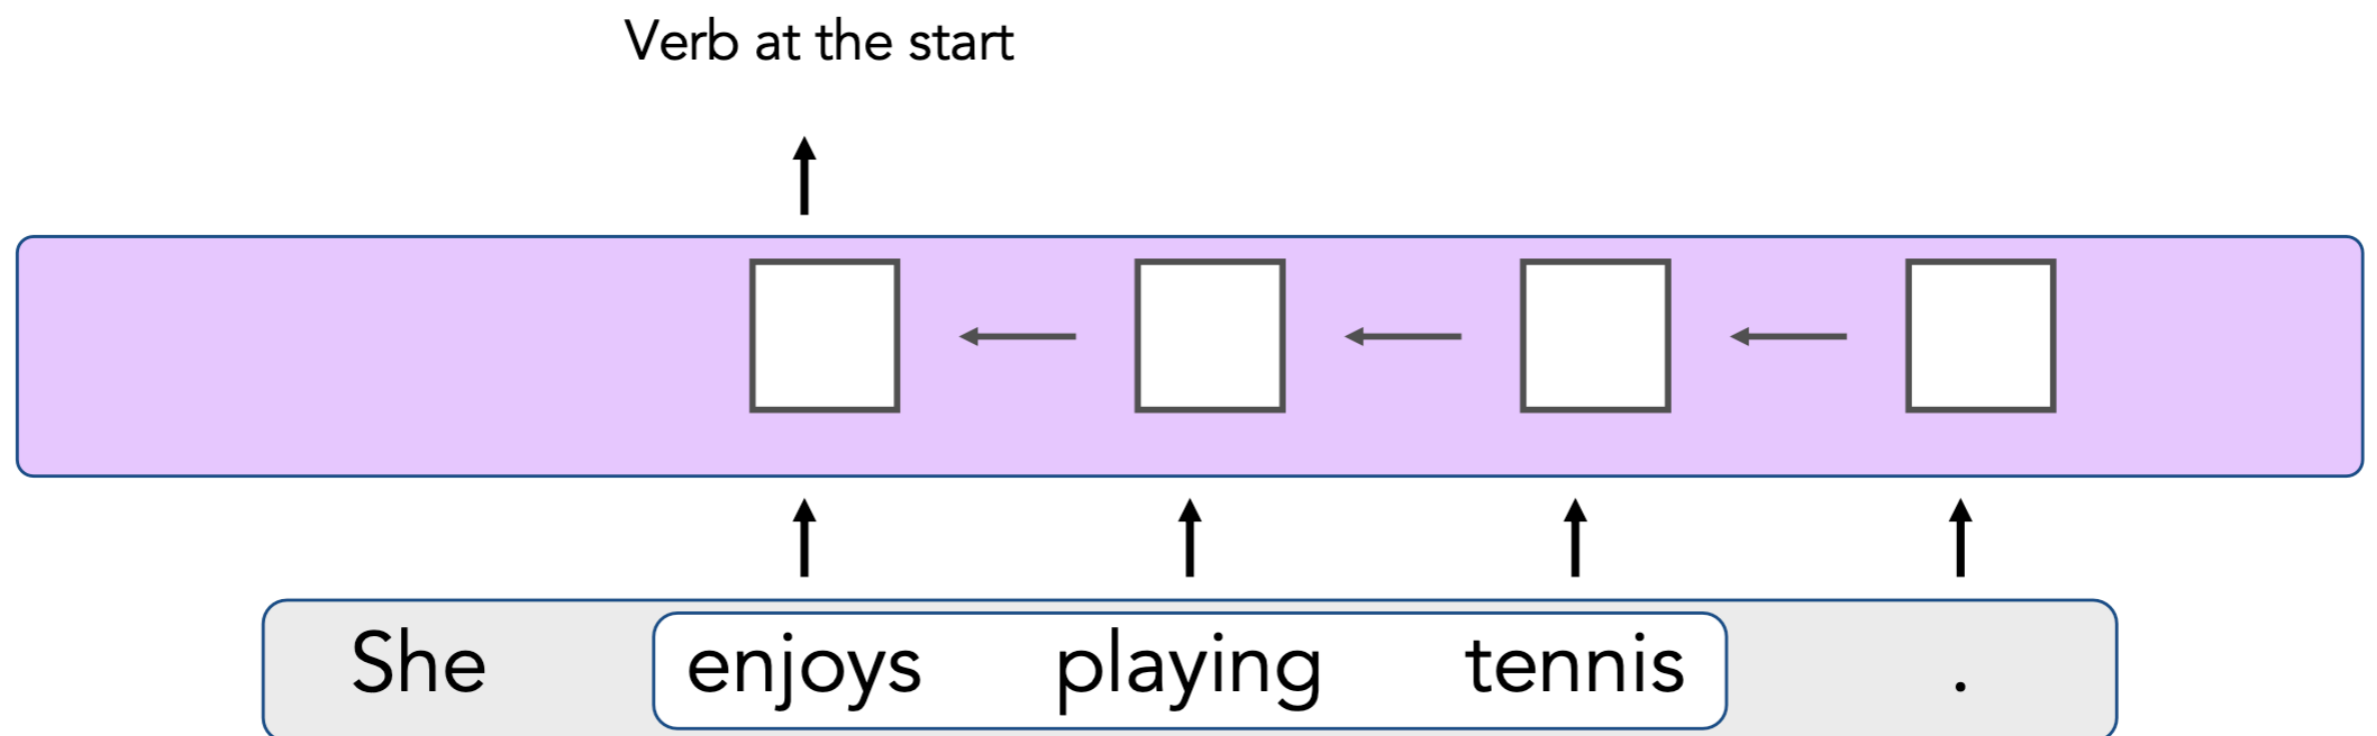 Verb at the start
She enjoys playing tennis .